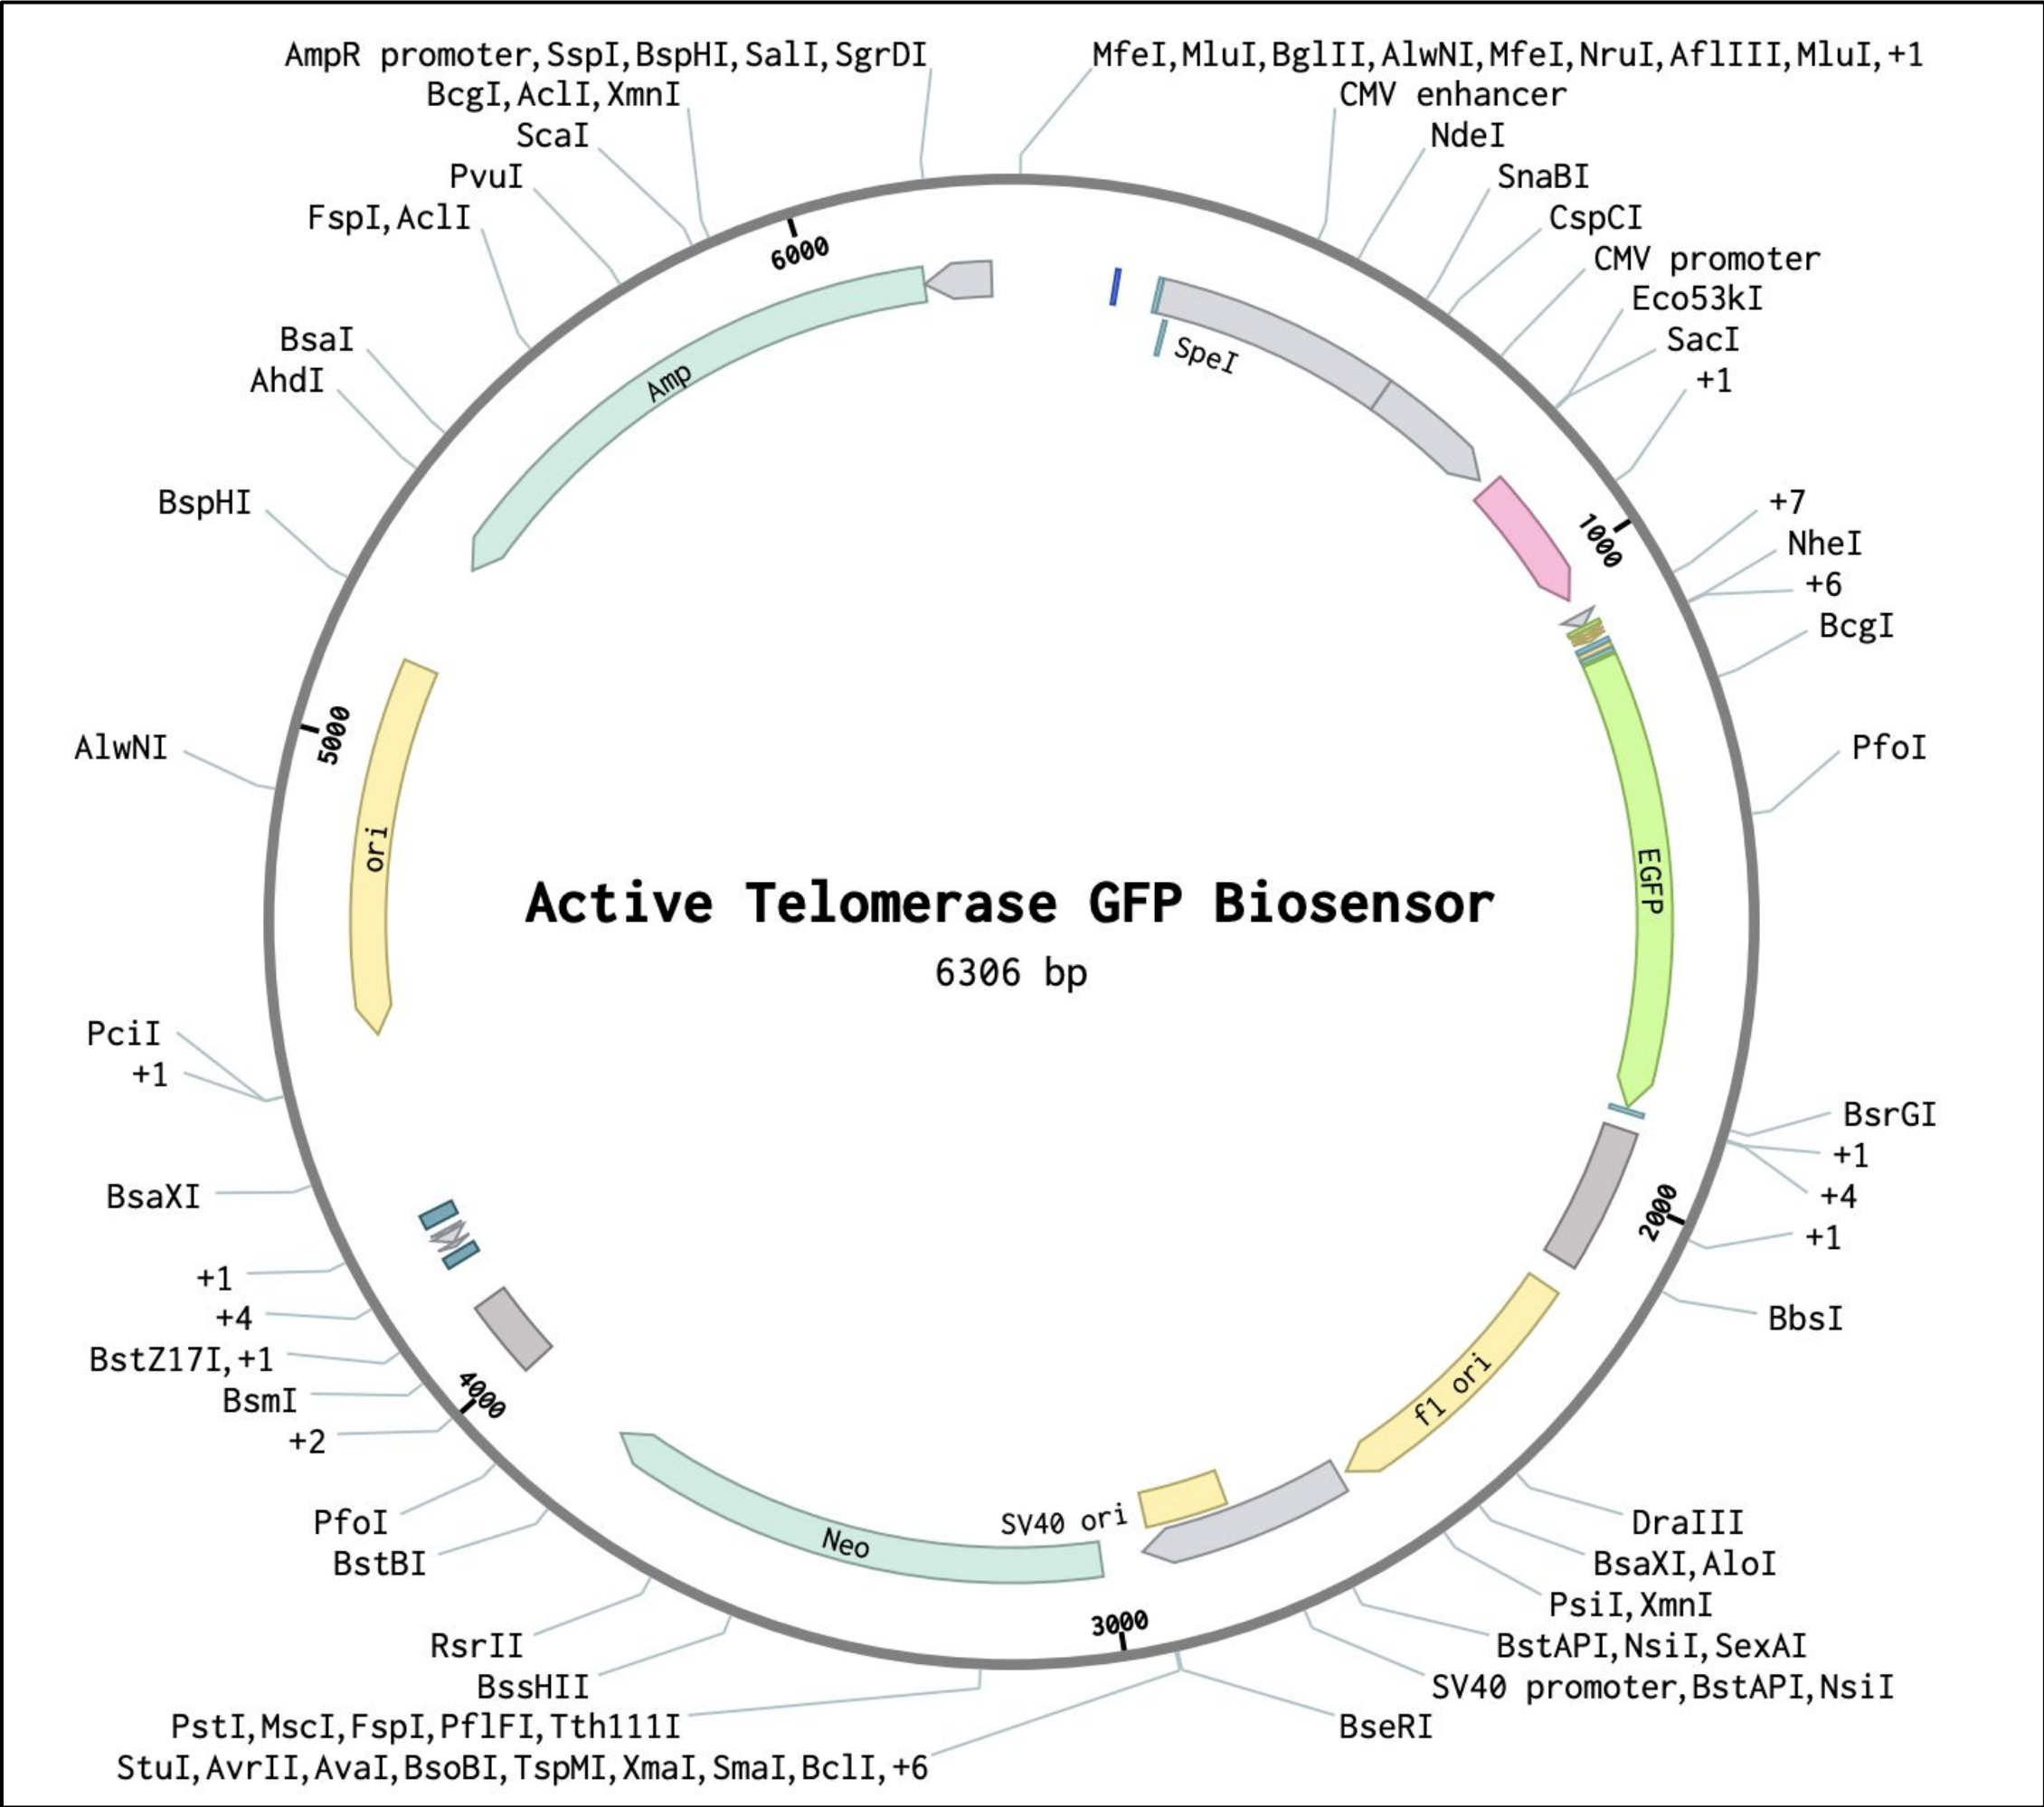 AmpR promoter,SspI,BspHI,SalI,SgrDI
MfeI,MluI,BglII,AlwNI,MfeI,NruI,AflIII,MluI,+1
BcgI,AclI,XmnI
CMV enhancer
ScaI
NdeI
PvuI
SnaBI
FspI,AclI
CspCI
CMV promoter
6000
Eco53kI
BsaI
SacI
SpeI
AhdI
+1
Amp
BspHI
+7
1000
NheI
+6
BcgI
5000
AlwNI
PfoI
ori
EGFP
Active Telomerase GFP Biosensor
6306 bp
PciI
+1
BsrGI
+1
BsaXI
+4
2000
+1
+1
+4
BbsI
BstZ17I,+1
f1 ori
BsmI
4000
+2
PfoI
SV40 ori
DraIII
Neo
BstBI
BsaXI,AloI
PsiI,XmnI
3000
RsrII
BstAPI,NsiI,SexAI
BssHII
SV40 promoter,BstAPI,NsiI
PstI,MscI,FspI,PflFI,Tth111I
BseRI
StuI,AvrII,AvaI,BsoBI,TspMI,XmaI,SmaI,BclI,+6